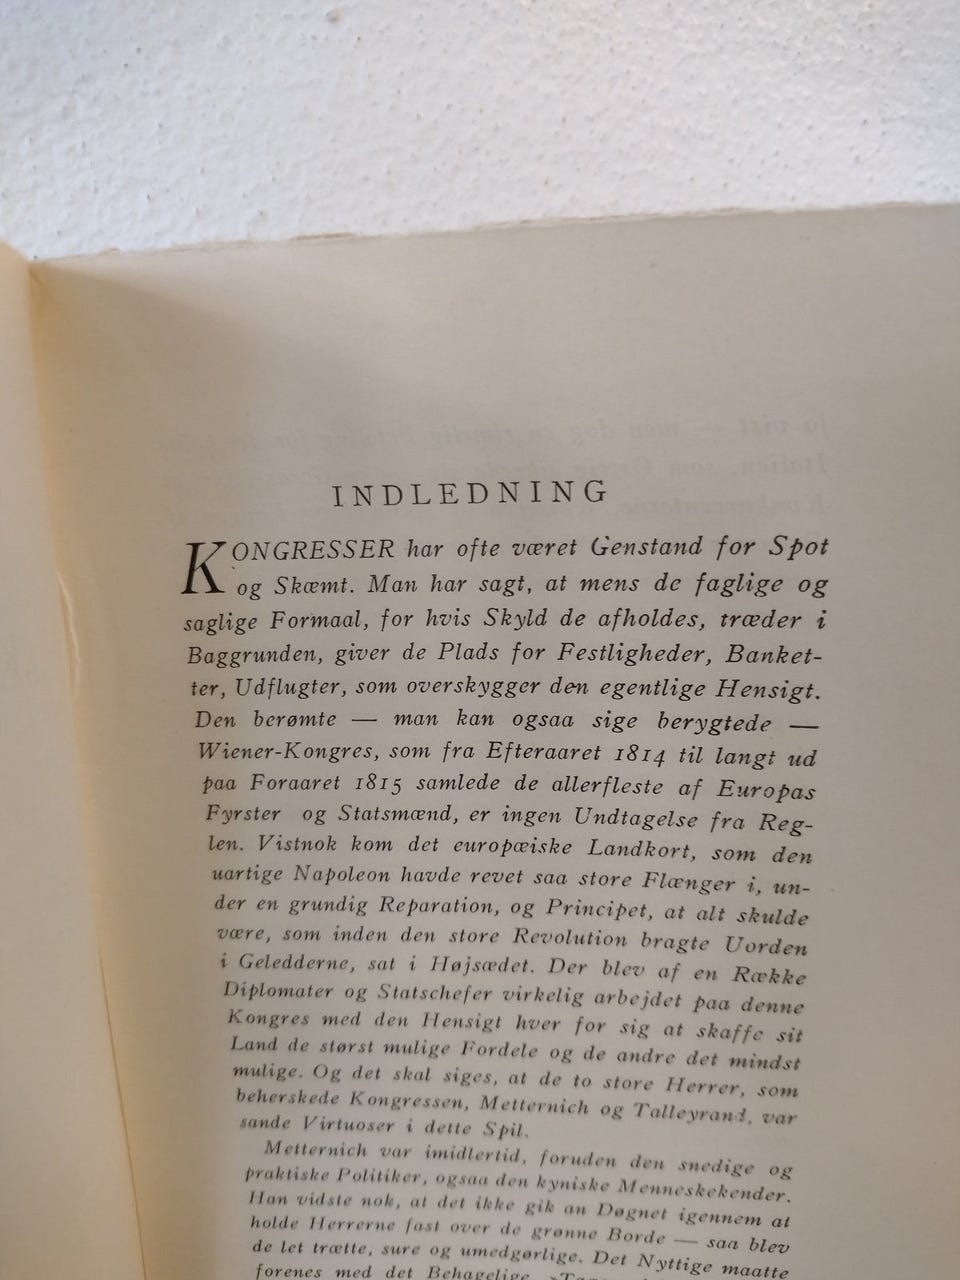 INDLEDNING
KONGRESSER har ofte været Genstand for Spot
og Skæmt. Man har sagt, at mens de faglige og
saglige Formaal, for hvis Skyld de afholdes, træder i
Baggrunden, giver de Plads for Festligheder, Banket-
ter, Udflugter, som overskygger den egentlige Hensigt.
Den berømte — man kan ogsaa sige berygtede —
Wiener-Kongres, som fra Efteraaret 1814 til langt ud
paa Foraaret 1815 samlede de allerfleste af Europas
Fyrster og Statsmænd, er ingen Undtagelse fra Reg-
len. Vistnok kom det europæiske Landkort, som den
uartige Napoleon havde revet saa store Flænger i, un-
der en grundig Reparation, og Principet, at alt skulde
være, som inden den store Revolution bragte Uorden
i Geledderne, sat i Højsædet. Der blev af en Række
Diplomater og Statschefer virkelig arbejdet paa denne
Kongres med den Hensigt hver for sig at skaffe sit
Land de størst mulige Fordele og de andre det mindst
mulige. Og det skal siges, at de to store Herrer, som
beherskede Kongressen, Metternich og Talleyrand, var
sande Virtuoser i dette Spil.
Metternich var imidlertid, foruden den snedige og
praktiske Politiker, ogsaa den kyniske Menneskekender.
Han vidste nok, at det ikke gik an Døgnet igennem at
holde Herrerne fast over de grønne Borde — saa blev
de let trætte, sure og umedgørlige. Det Nyttige maatte
forenes med det Behagelige.